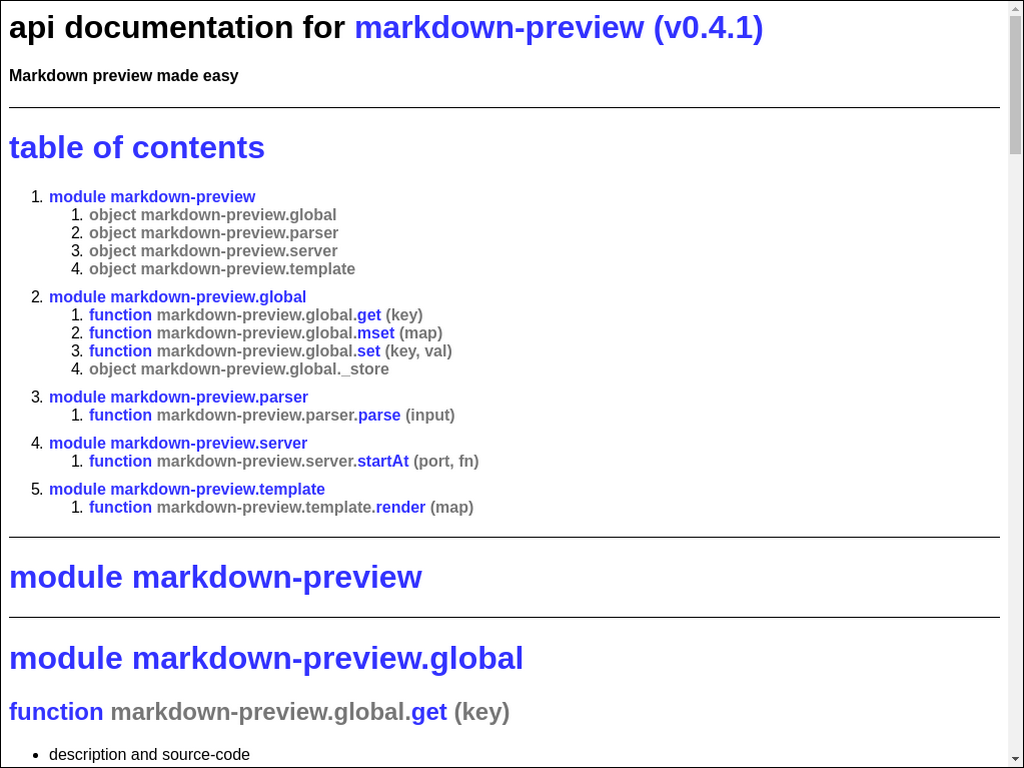 api documentation for markdown-preview (v0.4.1)
Markdown preview made easy
table of contents
1. module markdown-preview
1. object markdown-preview.global
2. object markdown-preview.parser
3. object markdown-preview.server
4. object markdown-preview.template
2. module markdown-preview.global
1. function markdown-preview.global.get (key)
2. function markdown-preview.global.mset (map)
3. function markdown-preview.global.set (key, val)
4. object markdown-preview.global._store
3. module markdown-preview.parser
1. function markdown-preview.parser.parse (input)
4. module markdown-preview.server
1. function markdown-preview.server.startAt (port, fn)
5. module markdown-preview.template
1. function markdown-preview.template.render (map)
module markdown-preview
module markdown-preview.global
function markdown-preview.global.get (key)
• description and source-code